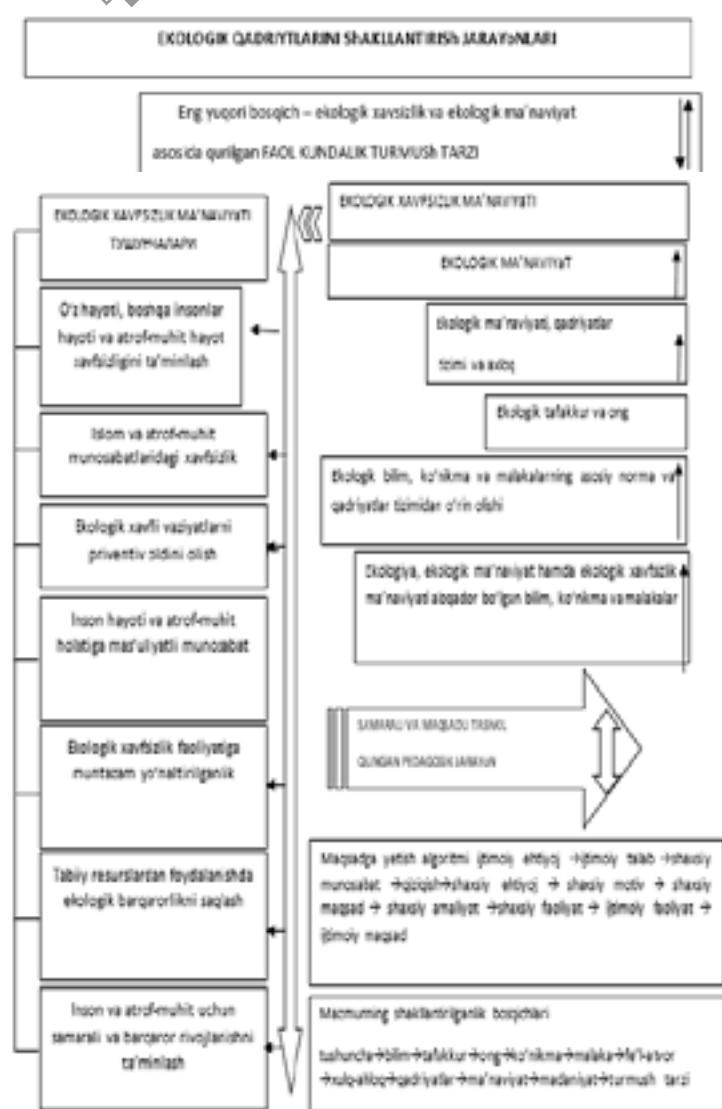 EKOLOGIK QADRIYTLARINI ShAKLLANTIRISh JARAYoNLARI
Eng yuqori bosqich – ekologik xavsizlik va ekologik ma'naviyat
asosida qurilgan FAOL KUNDALIK TURMUSh TARZI
EKOLOGIK XAVFSIZLIK MA'NAVIYATI
ТУШУНЧАЛАРИ
O'z hayoti, boshqa insonlar
hayoti va atrof-muhit hayot
xavfsizligini ta'minlash
Islom va atrof-muhit
munosabatlaridagi xavfsizlik
Ekologik xavfli vaziyatlarni
priventiv oldini olish
Inson hayoti va atrof-muhit
holatiga mas'uliyatli munosabat
Ekologik xavfsizlik faoliyatiga
muntazam yo'naltirilganlik
Tabiiy resurslardan foydalanishda
ekologik barqarorlikni saqlash
Inson va atrof-muhit uchun
samarali va barqaror rivojlanishni
ta'minlash
EKOLOGIK XAVFSIZLIK MA'NAVIYATI
EKOLOGIK MA'NAVIYAT
Ekologik ma'naviyati, qadriyatlar
tizimi va axloq
Ekologik tafakkur va ong
Ekologik bilim, ko'nikma va malakalarning asosiy norma va
qadriyatlar tizimidan o'rin olishi
Ekologiya, ekologik ma'naviyat hamda ekologik xavfsizlik
ma'naviyati aloqador bo'lgan bilim, ko'nikma va malakalar
SAMARALI VA MAQSADLI TASHKIL
QILINGAN PEDAGOGIK JARAYoN
Maqsadga yetish algoritmi ijtimoiy ehtiyoj →ijtimoiy talab →shaxsiy
munosabat →qiziqish→shaxsiy ehtiyoj → shaxsiy motiv → shaxsiy
maqsad → shaxsiy amaliyot →shaxsiy faoliyat → ijtimoiy faoliyat →
ijtimoiy maqsad
Mazmuning shakllantirilganlik bosqichlari
tushuncha→bilim→tafakkur→ong→ko'nikma→malaka→fe'l-atvor
→xulq-ahloq→qadriyatlar→ma'naviyat→madaniyat→turmush tarzi